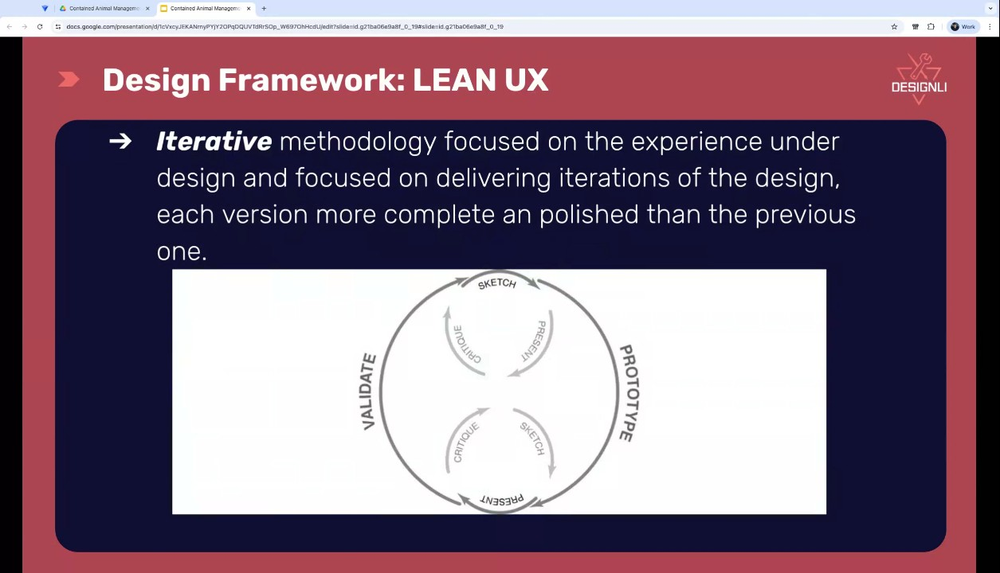 Contained Animal Manageme
Contained Animal Manageme
docs.google.com/presentation/d/1cVxcyJEKANrnyPYjY2OPqDQUVTdRrSOp_W697OhHcdU/edit?slide=id.g21ba06e9a8f_0_19#slide=id.g21ba06e9a8f_0_19
Work
Design Framework: LEAN UX
DESIGNLI
➔ Iterative methodology focused on the experience under
design and focused on delivering iterations of the design,
each version more complete an polished than the previous
one.
SKETCH
CRITIQUE
PRESENT
VALIDATE
PROTOTYPE
CRITIQUE
SKETCH
PRESENT